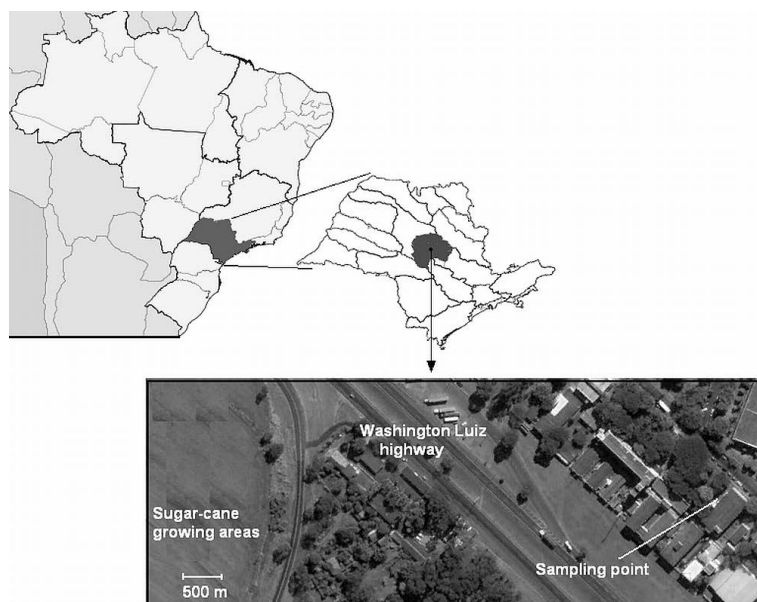 Washington Luiz
highway
Sugar-cane
growing areas
500 m
Sampling point